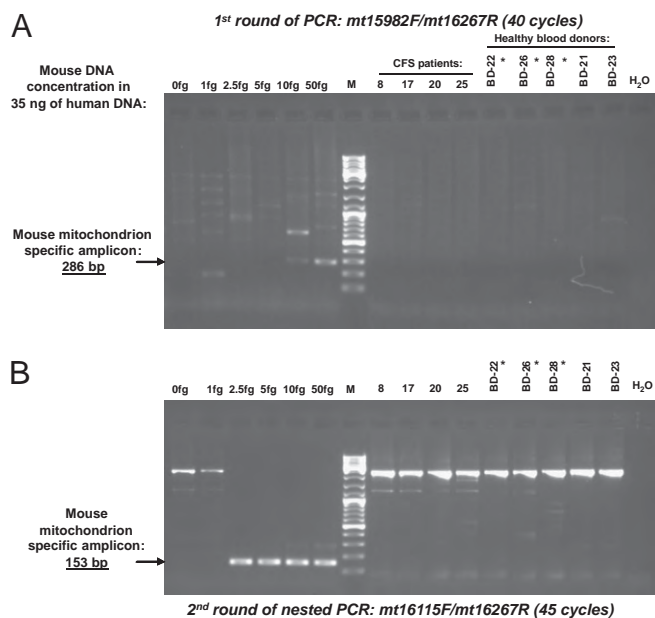 A
1st round of PCR: mt15982F/mt16267R (40 cycles)
Healthy blood donors:
Mouse DNA concentration in 35 ng of human DNA:
CFS patients:
0fg 1fg 2.5fg 5fg 10fg 50fg M 8 17 20 25 BD-22 * BD-26 * BD-28 * BD-21 BD-23 H2O
Mouse mitochondrion
specific amplicon:
286 bp
B
0fg 1fg 2.5fg 5fg 10fg 50fg M 8 17 20 25 BD-22 * BD-26 * BD-28 * BD-21 BD-23 H2O
Mouse
mitochondrion
specific amplicon:
153 bp
2nd round of nested PCR: mt16115F/mt16267R (45 cycles)